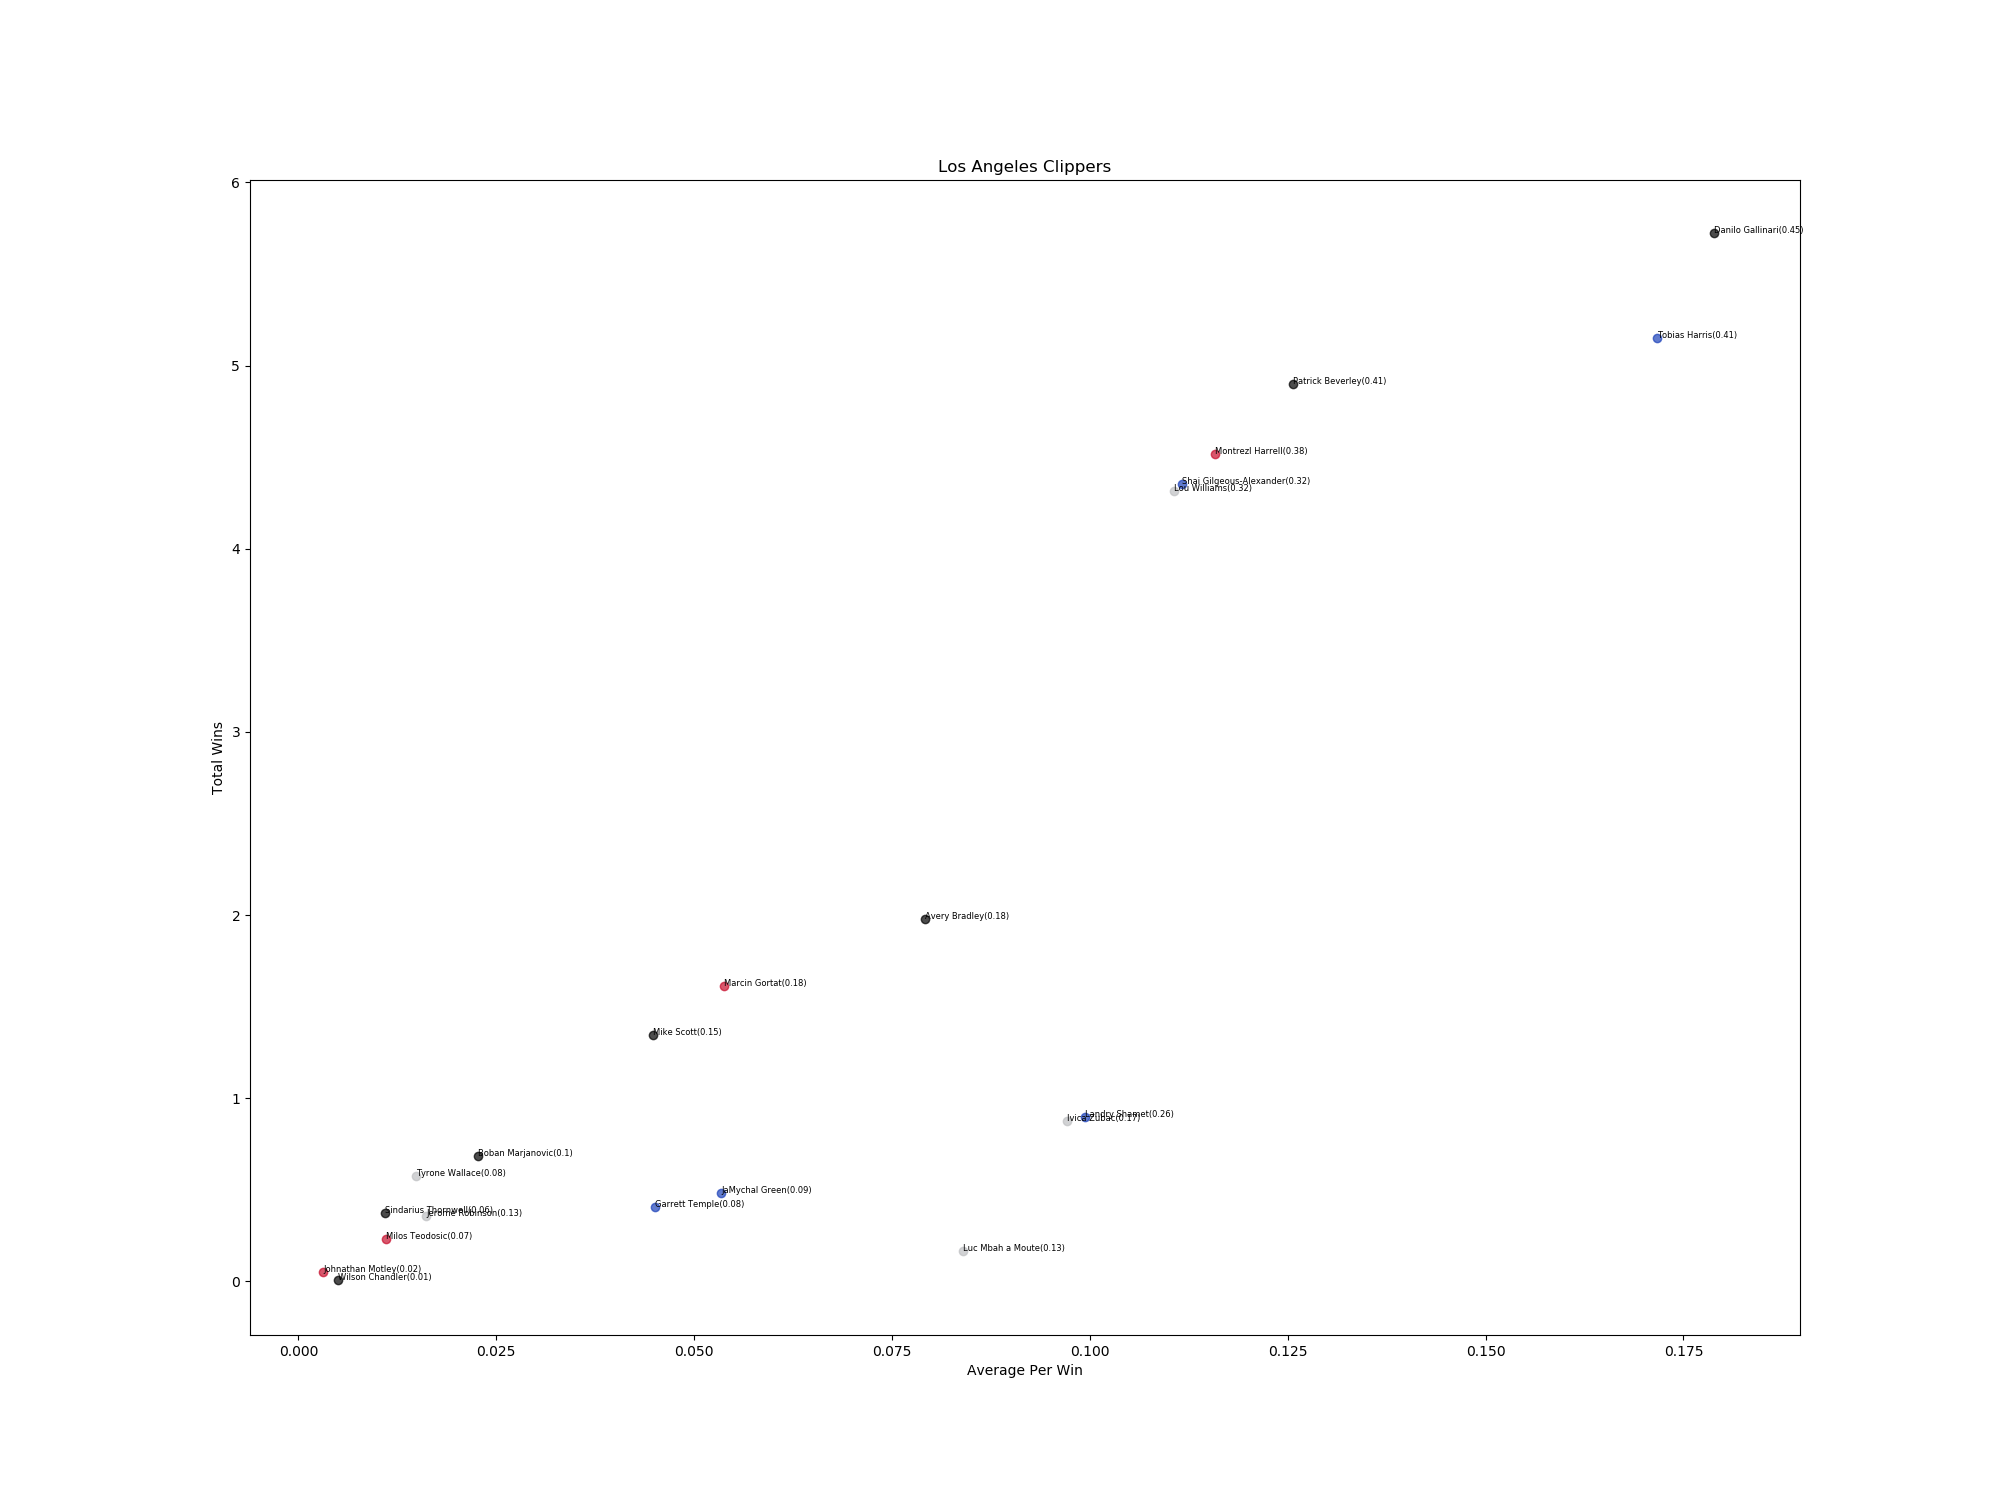 Los Angeles Clippers
6
Danilo Gallinari(0.45)
Tobias Harris(0.41)
5
Patrick Beverley(0.41)
Montrezl Harrell(0.38)
Shai Gilgeous-Alexander(0.32)
Lou Williams(0.32)
4
3
Total Wins
2
Avery Bradley(0.18)
Marcin Gortat(0.18)
Mike Scott(0.15)
1
Landry Shamet(0.26)
Ivica Zubac(0.17)
Boban Marjanovic(0.1)
Tyrone Wallace(0.08)
JaMychal Green(0.09)
Garrett Temple(0.08)
Sindarius Thornwell(0.06)
Jerome Robinson(0.13)
Milos Teodosic(0.07)
Luc Mbah a Moute(0.13)
Johnathan Motley(0.02)
Wilson Chandler(0.01)
0
0.000 0.025 0.050 0.075 0.100 0.125 0.150 0.175
Average Per Win